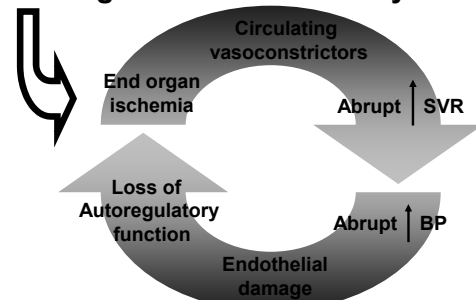 Circulating
vasoconstrictors
End organ
ischemia
Abrupt ↑ SVR
Loss of
Autoregulatory
function
Abrupt ↑ BP
Endothelial
damage